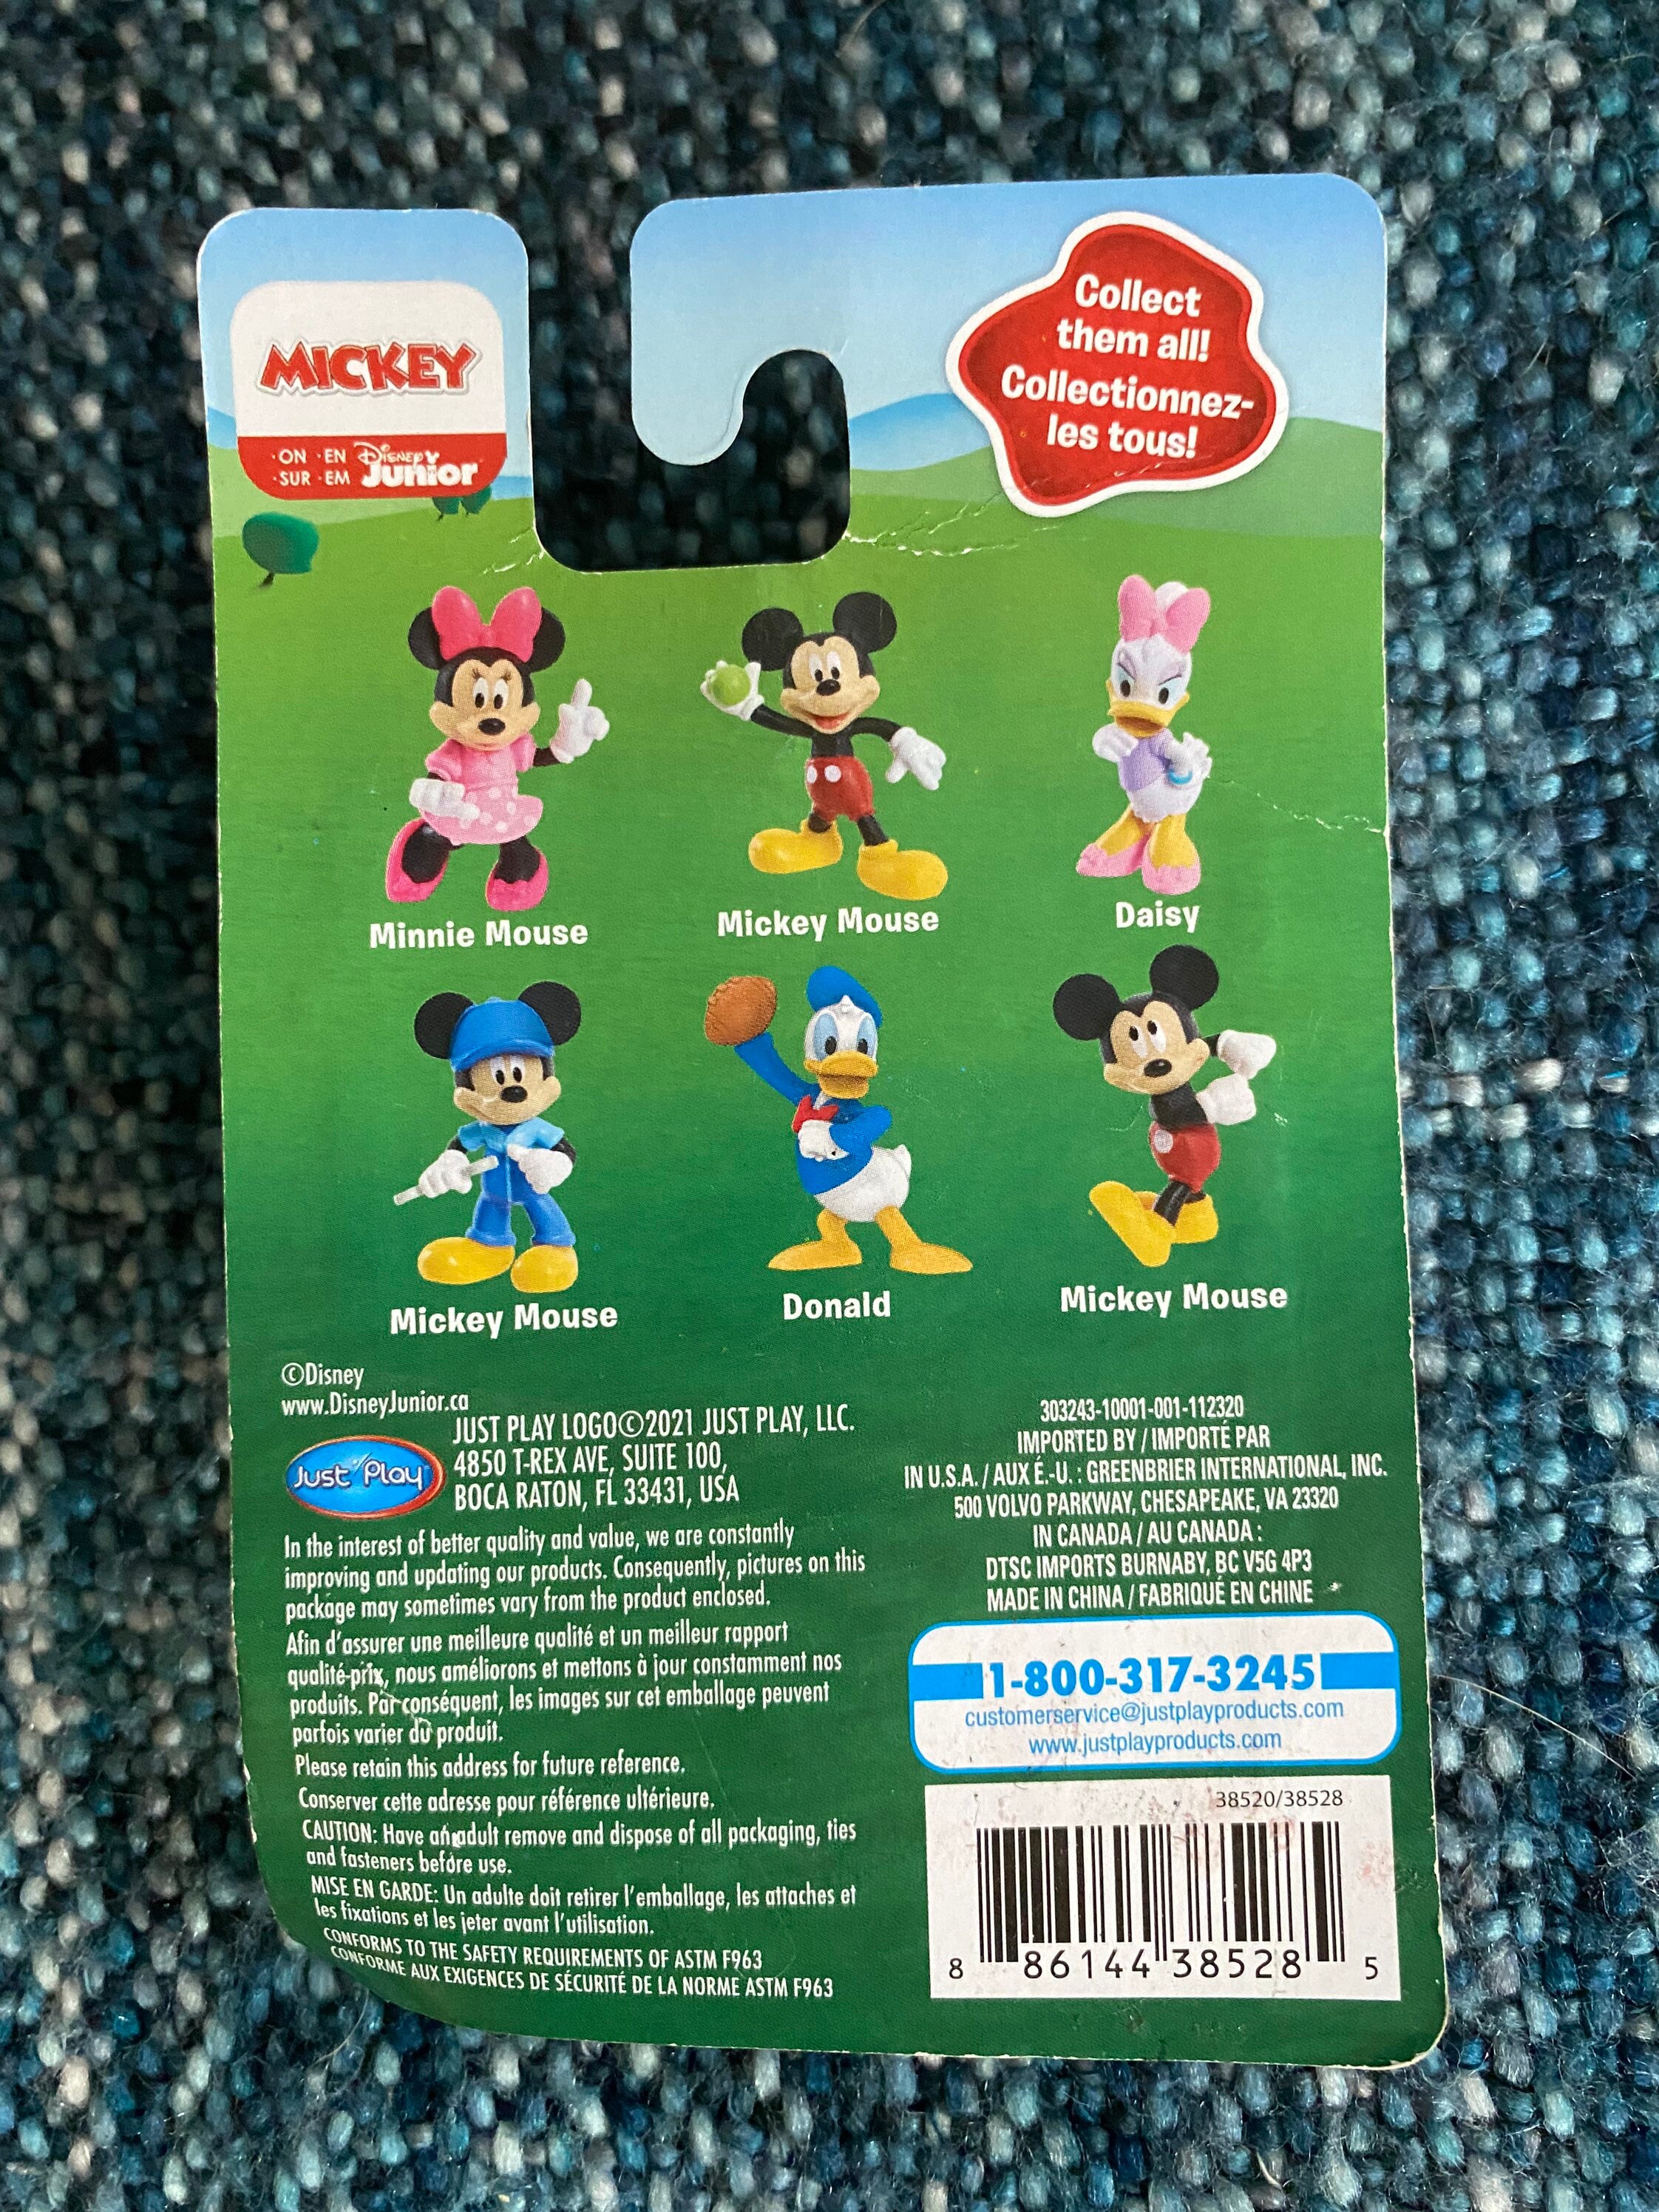 MICKEY
·ON ·EN Disney
·SUR ·EM Junior
Collect
them all!
Collectionnez-
les tous!
Minnie Mouse
Mickey Mouse
Daisy
Mickey Mouse
Donald
Mickey Mouse
©Disney
www.DisneyJunior.ca
Just Play
JUST PLAY LOGO©2021 JUST PLAY, LLC.
4850 T-REX AVE, SUITE 100,
BOCA RATON, FL 33431, USA
In the interest of better quality and value, we are constantly
improving and updating our products. Consequently, pictures on this
package may sometimes vary from the product enclosed.
Afin d'assurer une meilleure qualité et un meilleur rapport
qualité-prix, nous améliorons et mettons à jour constamment nos
produits. Par conséquent, les images sur cet emballage peuvent
parfois varier du produit.
Please retain this address for future reference.
Conserver cette adresse pour référence ultérieure.
CAUTION: Have an adult remove and dispose of all packaging, ties
and fasteners before use.
MISE EN GARDE: Un adulte doit retirer l'emballage, les attaches et
les fixations et les jeter avant l'utilisation.
CONFORMS TO THE SAFETY REQUIREMENTS OF ASTM F963
CONFORME AUX EXIGENCES DE SÉCURITÉ DE LA NORME ASTM F963
303243-10001-001-112320
IMPORTED BY / IMPORTÉ PAR
IN U.S.A. / AUX É.-U. : GREENBRIER INTERNATIONAL, INC.
500 VOLVO PARKWAY, CHESAPEAKE, VA 23320
IN CANADA / AU CANADA :
DTSC IMPORTS BURNABY, BC V5G 4P3
MADE IN CHINA / FABRIQUÉ EN CHINE
1-800-317-3245
customerservice@justplayproducts.com
www.justplayproducts.com
38520/38528
8 86144 38528 5